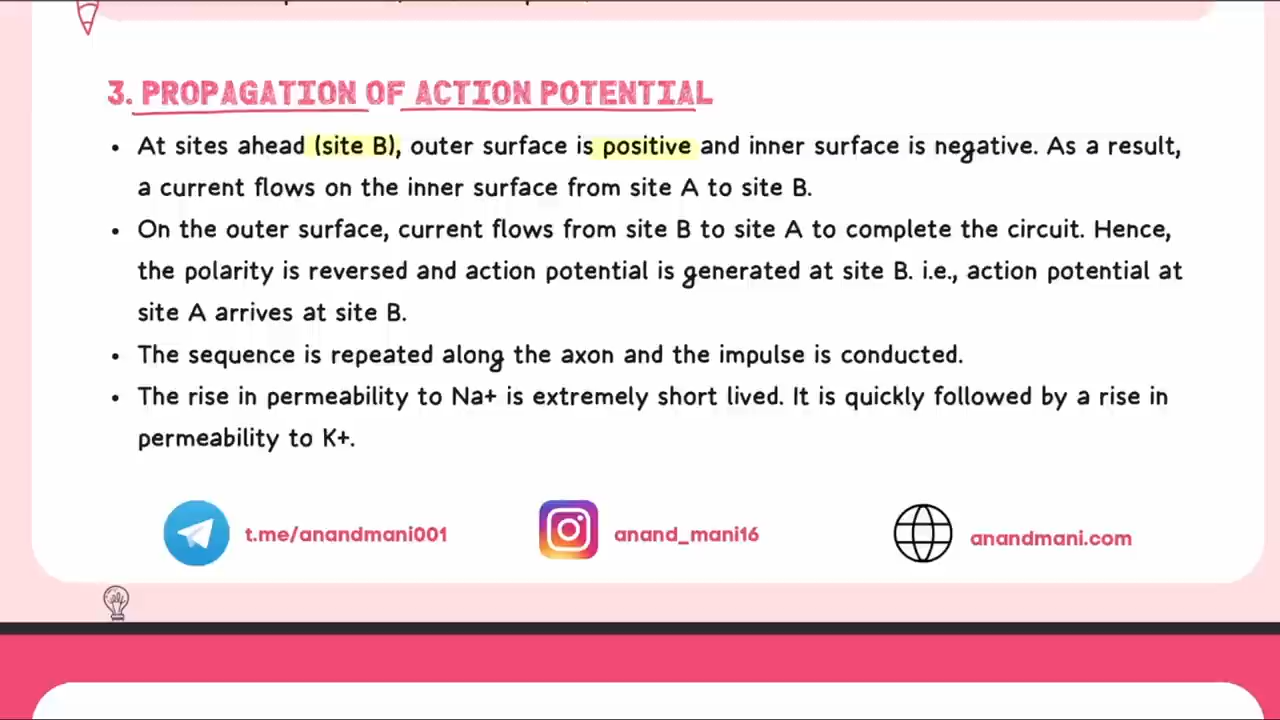 3. PROPAGATION OF ACTION POTENTIAL
• At sites ahead (site B), outer surface is positive and inner surface is negative. As a result,
a current flows on the inner surface from site A to site B.
• On the outer surface, current flows from site B to site A to complete the circuit. Hence,
the polarity is reversed and action potential is generated at site B. i.e., action potential at
site A arrives at site B.
• The sequence is repeated along the axon and the impulse is conducted.
• The rise in permeability to Na+ is extremely short lived. It is quickly followed by a rise in
permeability to K+.
t.me/anandmani001
anand_mani16
anandmani.com